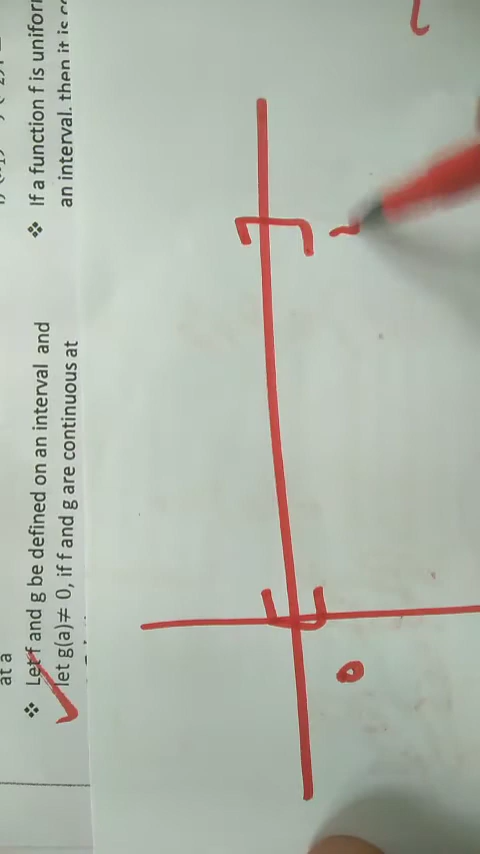 at a
❖ Let f and g be defined on an interval and
let g(a)≠ 0, if f and g are continuous at
❖ If a function f is
an interval. then it is
0